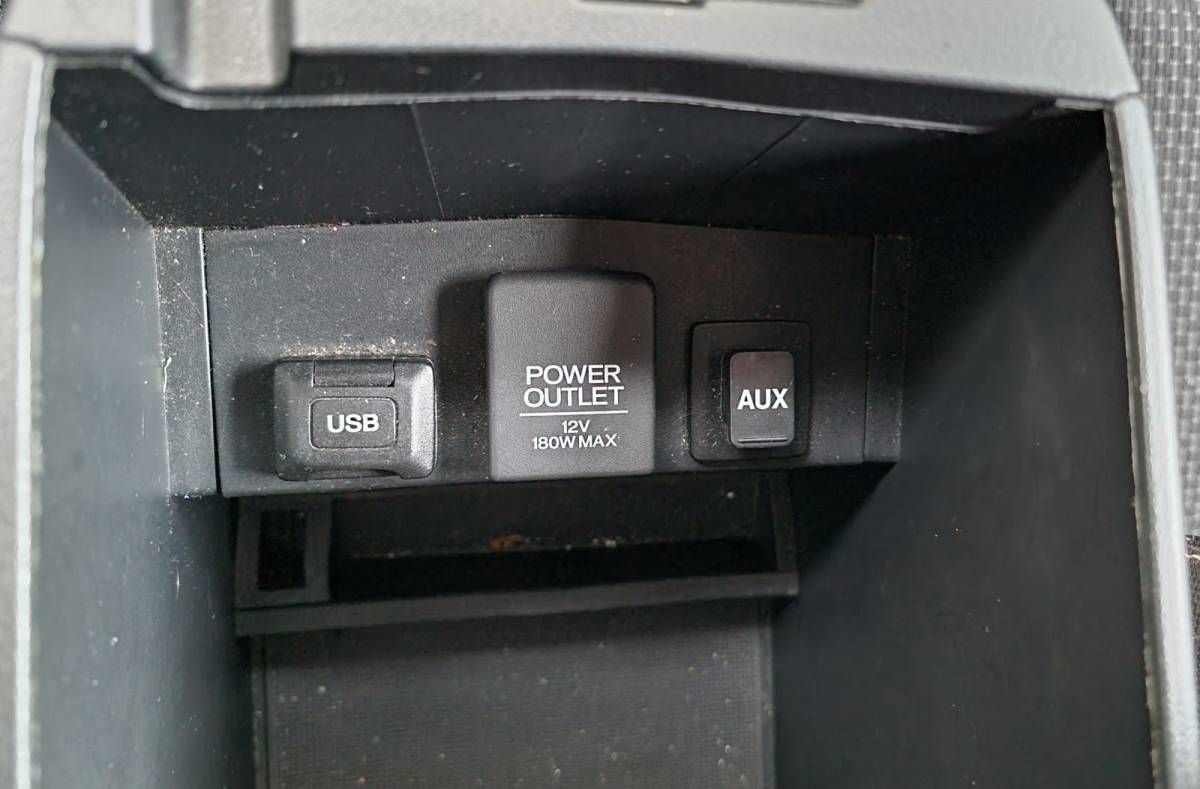 USB
POWER
OUTLET
12V
180W MAX
AUX